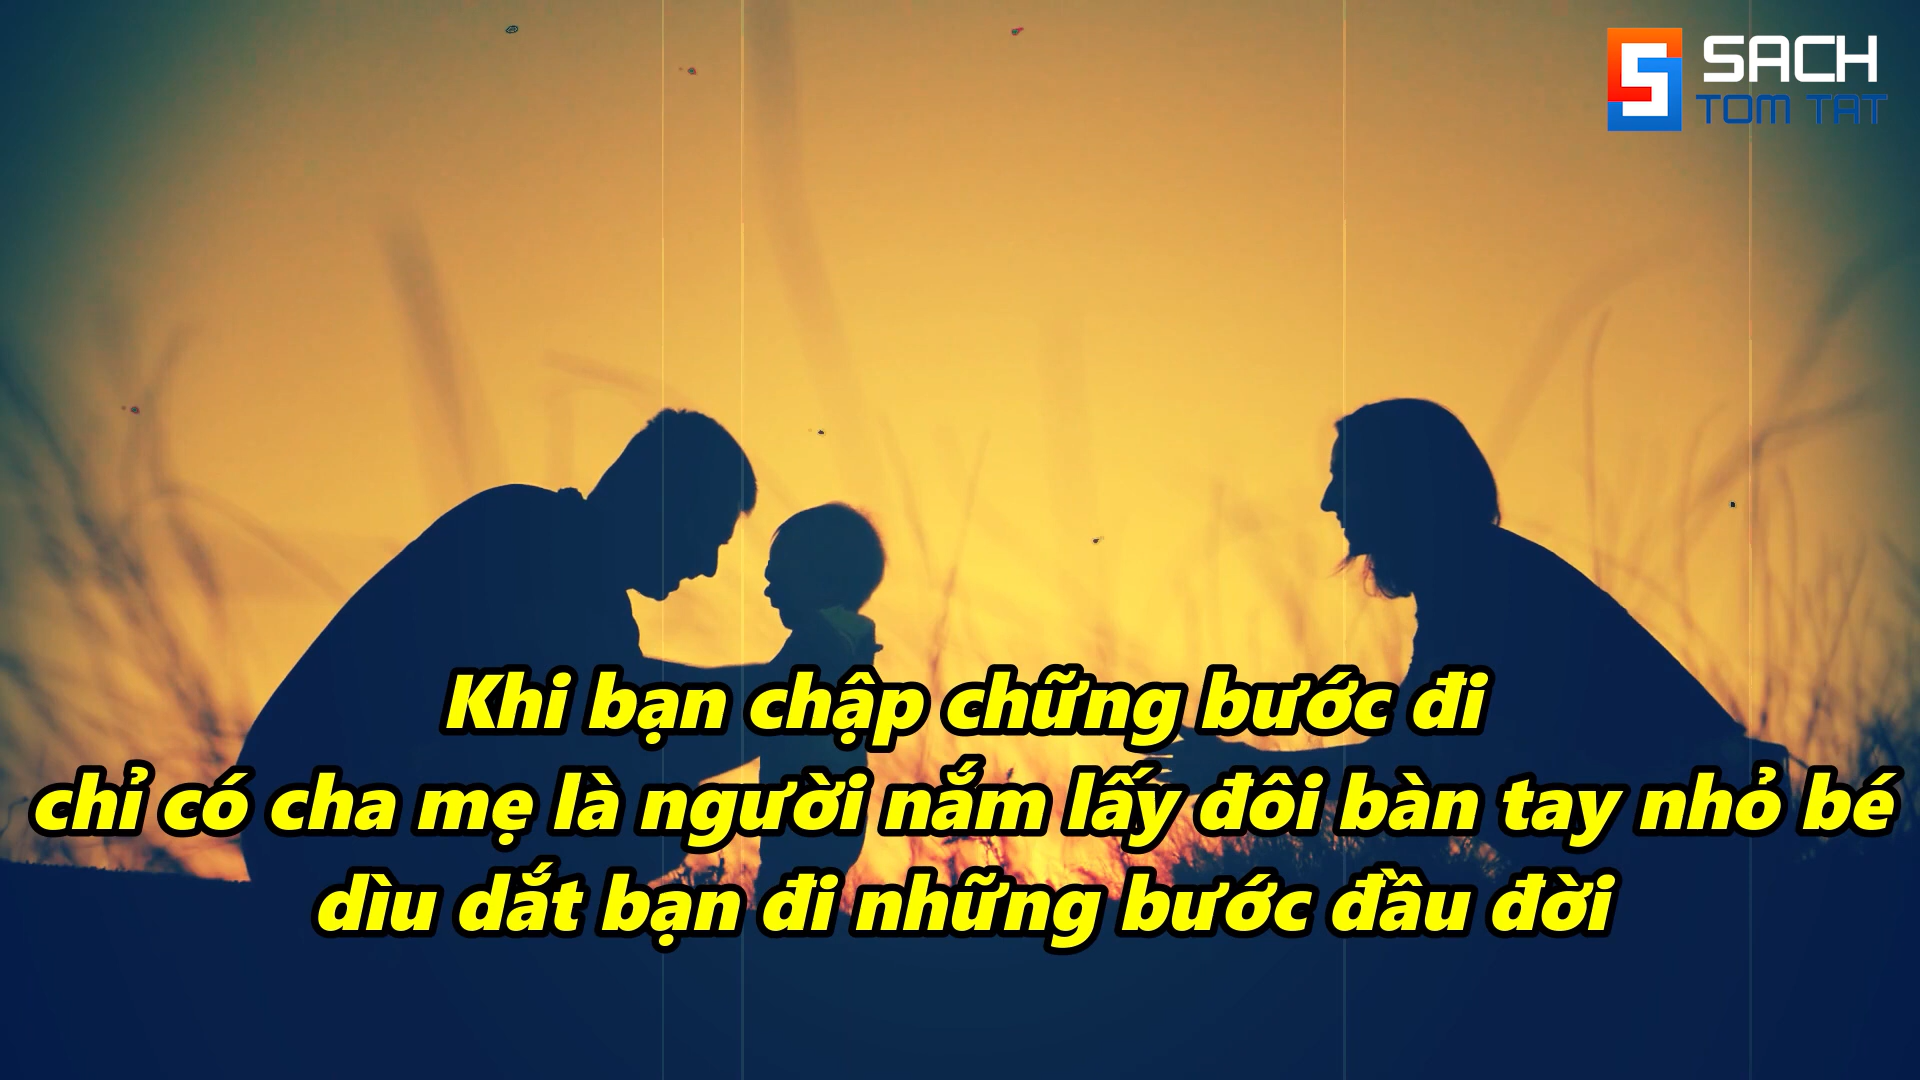 SACH
TOM TAT
Khi bạn chập chững bước đi
chỉ có cha mẹ là người nắm lấy đôi bàn tay nhỏ bé
dìu dắt bạn đi những bước đầu đời